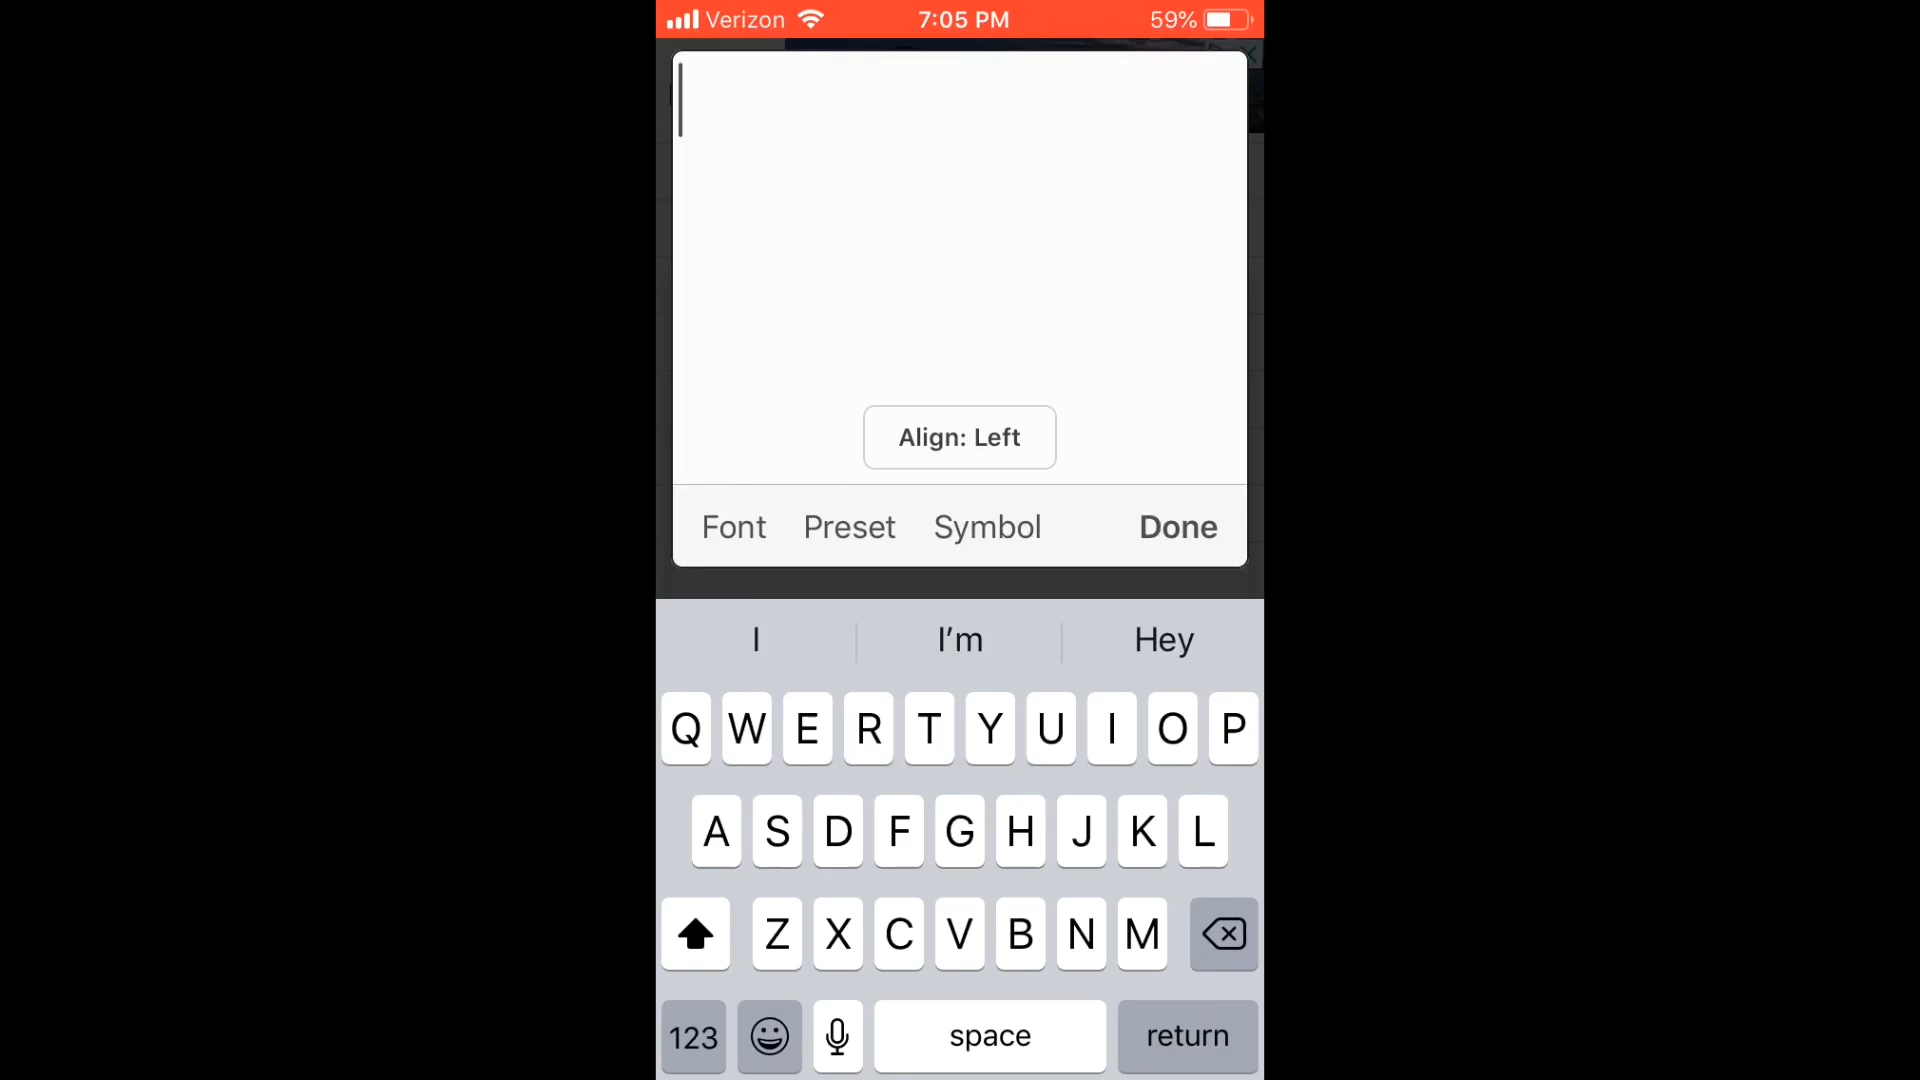 Verizon 7:05 PM 59%
Align: Left
Font Preset Symbol Done
I I’m Hey
Q W E R T Y U I O P
A S D F G H J K L
Z X C V B N M
123 space return